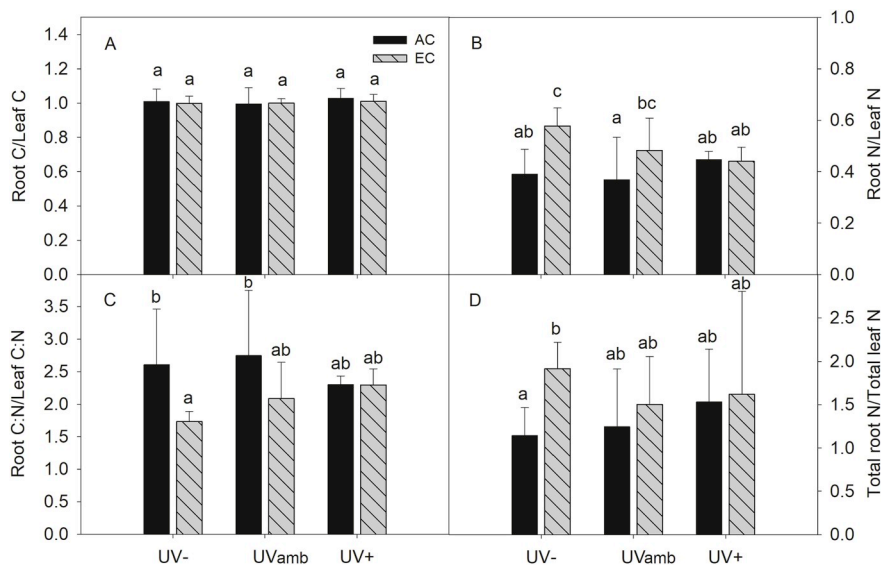 A
AC
EC
Root C/Leaf C
1.4
1.2
1.0
0.8
0.6
0.4
0.2
0.0
a a a a a a
B
Root N/Leaf N
1.0
0.8
0.6
0.4
0.2
0.0
ab c a bc ab ab
C
Root C:N/Leaf C:N
3.5
3.0
2.5
2.0
1.5
1.0
0.5
0.0
b a b ab ab ab
UV- UVamb UV+
D
Total root N/Total leaf N
2.5
2.0
1.5
1.0
0.5
0.0
a b ab ab ab ab
UV- UVamb UV+